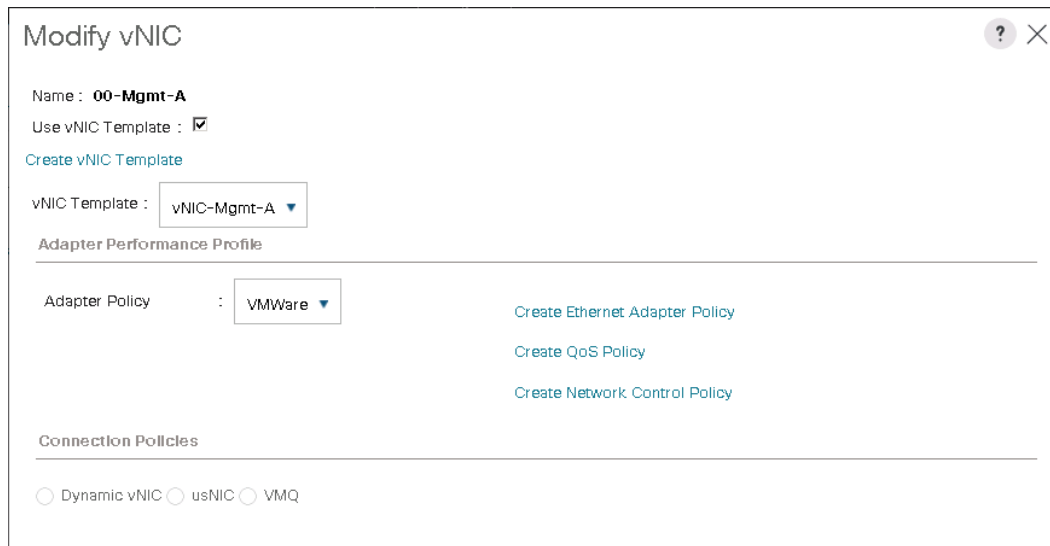 Modify vNIC
?
Name : 00-Mgmt-A
Use vNIC Template :
Create vNIC Template
vNIC Template : vNIC-Mgmt-A
Adapter Performance Profile
Adapter Policy : VMWare
Create Ethernet Adapter Policy
Create QoS Policy
Create Network Control Policy
Connection Policies
Dynamic vNIC usNIC VMQ